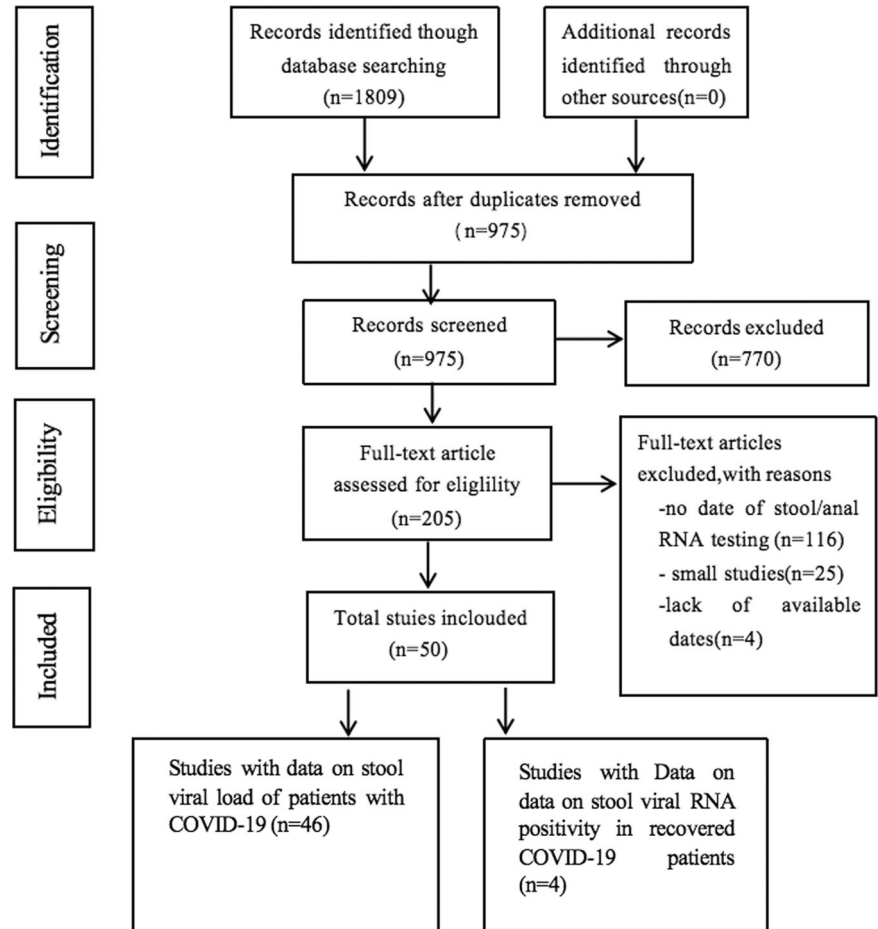 Identification
Records identified though
database searching
(n=1809)
Additional records
identified through
other sources(n=0)
Records after duplicates removed
(n=975)
Screening
Records screened
(n=975)
Records excluded
(n=770)
Eligibility
Full-text article
assessed for eliglility
(n=205)
Full-text articles
excluded,with reasons
-no date of stool/anal
RNA testing (n=116)
- small studies(n=25)
-lack of available
dates(n=4)
Included
Total stuies inclouded
(n=50)
Studies with data on stool
viral load of patients with
COVID-19 (n=46)
Studies with Data on
data on stool viral RNA
positivity in recovered
COVID-19 patients
(n=4)